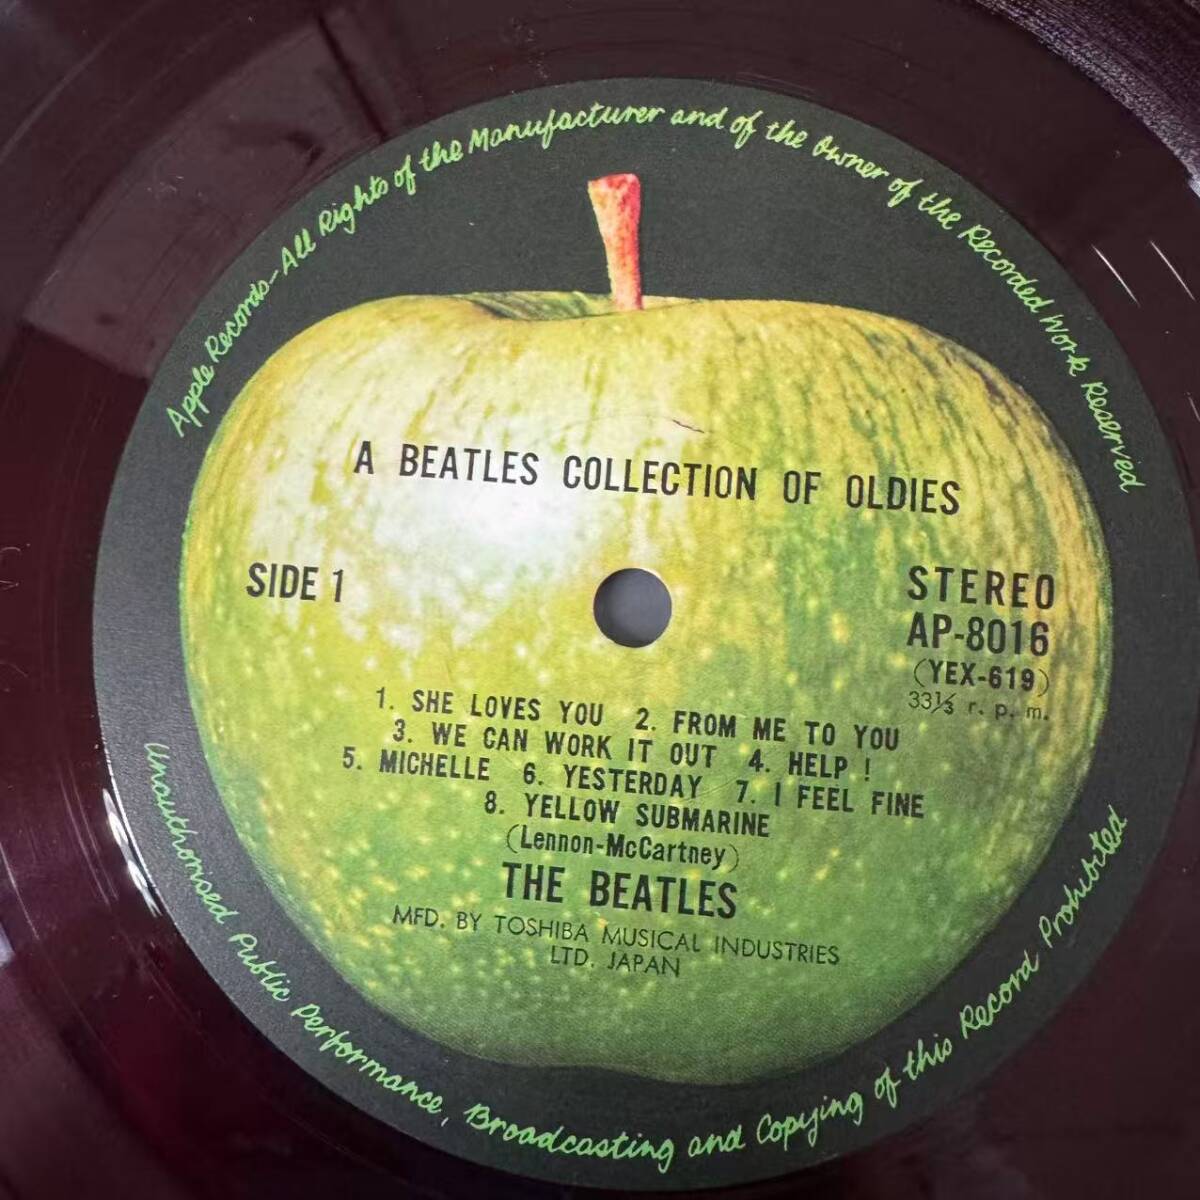 Apple Records-All Rights of the Manufacturer and of the Owner of the Recorded Work Reserved
A BEATLES COLLECTION OF OLDIES
SIDE 1
STEREO
AP-8016
(YEX-619)
33⅓ r. p. m.
1. SHE LOVES YOU 2. FROM ME TO YOU
3. WE CAN WORK IT OUT 4. HELP !
5. MICHELLE 6. YESTERDAY 7. I FEEL FINE
8. YELLOW SUBMARINE
(Lennon-McCartney)
THE BEATLES
MFD. BY TOSHIBA MUSICAL INDUSTRIES
LTD. JAPAN
Unauthorised Public Performance, Broadcasting and Copying of this Record Prohibited